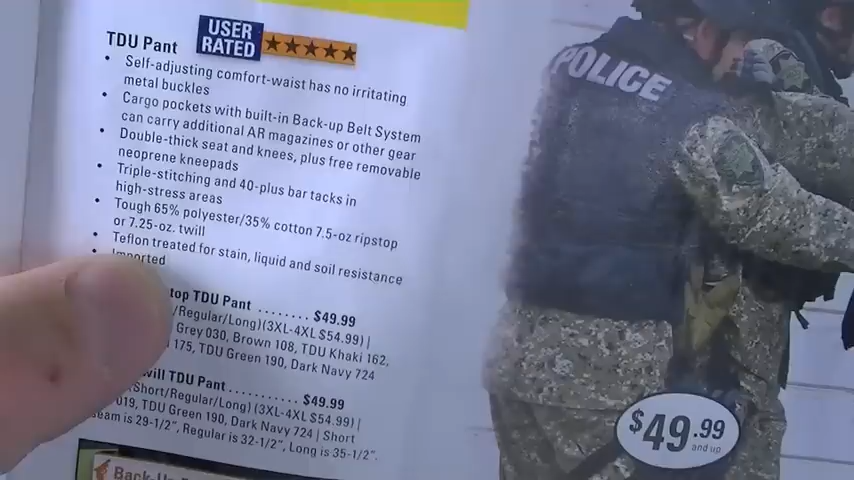 USER
RATED
TDU Pant
• Self-adjusting comfort-waist has no irritating
metal buckles
• Cargo pockets with built-in Back-up Belt System
can carry additional AR magazines or other gear
• Double-thick seat and knees, plus free removable
neoprene kneepads
• Triple-stitching and 40-plus bar tacks in
high-stress areas
• Tough 65% polyester/35% cotton 7.5-oz ripstop
or 7.25-oz. twill
• Teflon treated for stain, liquid and soil resistance
• Imported
top TDU Pant ........ $49.99
/Regular/Long) (3XL-4XL $54.99) |
Grey 030, Brown 108, TDU Khaki 162,
175, TDU Green 190, Dark Navy 724
will TDU Pant ............ $49.99
(Short/Regular/Long) (3XL-4XL $54.99) |
019, TDU Green 190, Dark Navy 724 | Short
seam is 29-1/2", Regular is 32-1/2", Long is 35-1/2".
Back-Up
POLICE
$49.99
and up